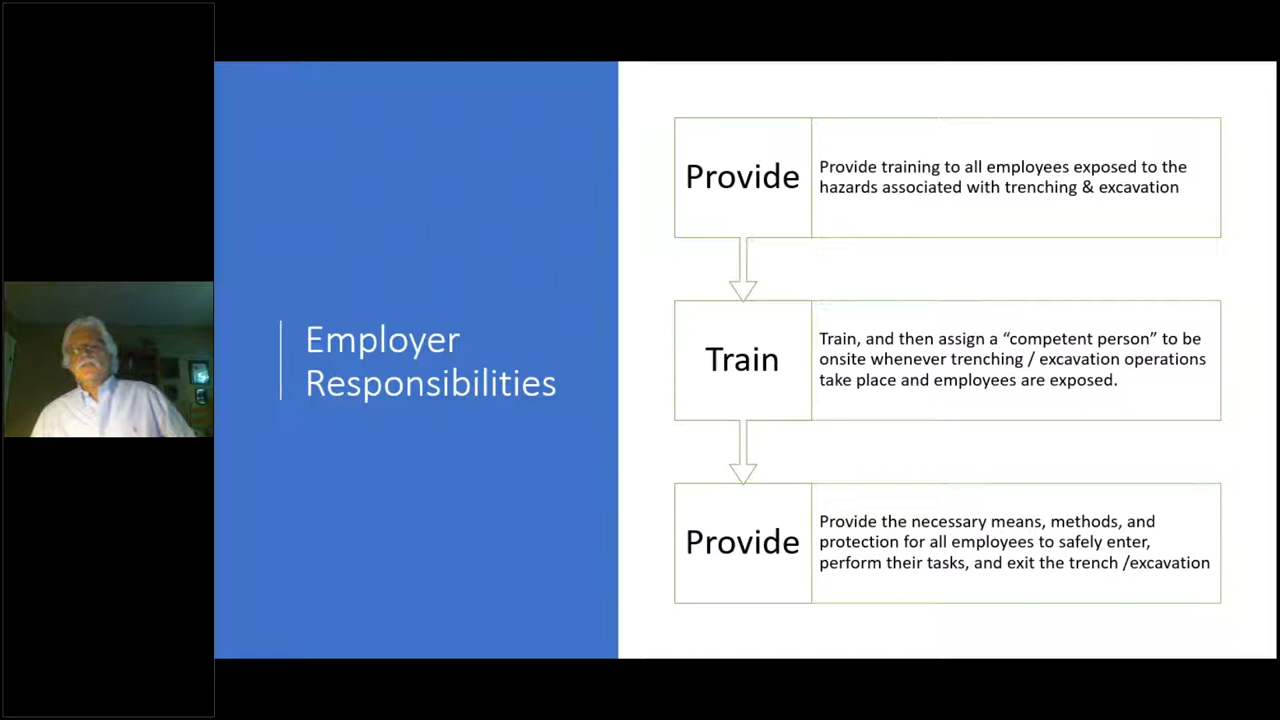 Employer
Responsibilities
Provide
Provide training to all employees exposed to the
hazards associated with trenching & excavation
Train
Train, and then assign a “competent person” to be
onsite whenever trenching / excavation operations
take place and employees are exposed.
Provide
Provide the necessary means, methods, and
protection for all employees to safely enter,
perform their tasks, and exit the trench /excavation